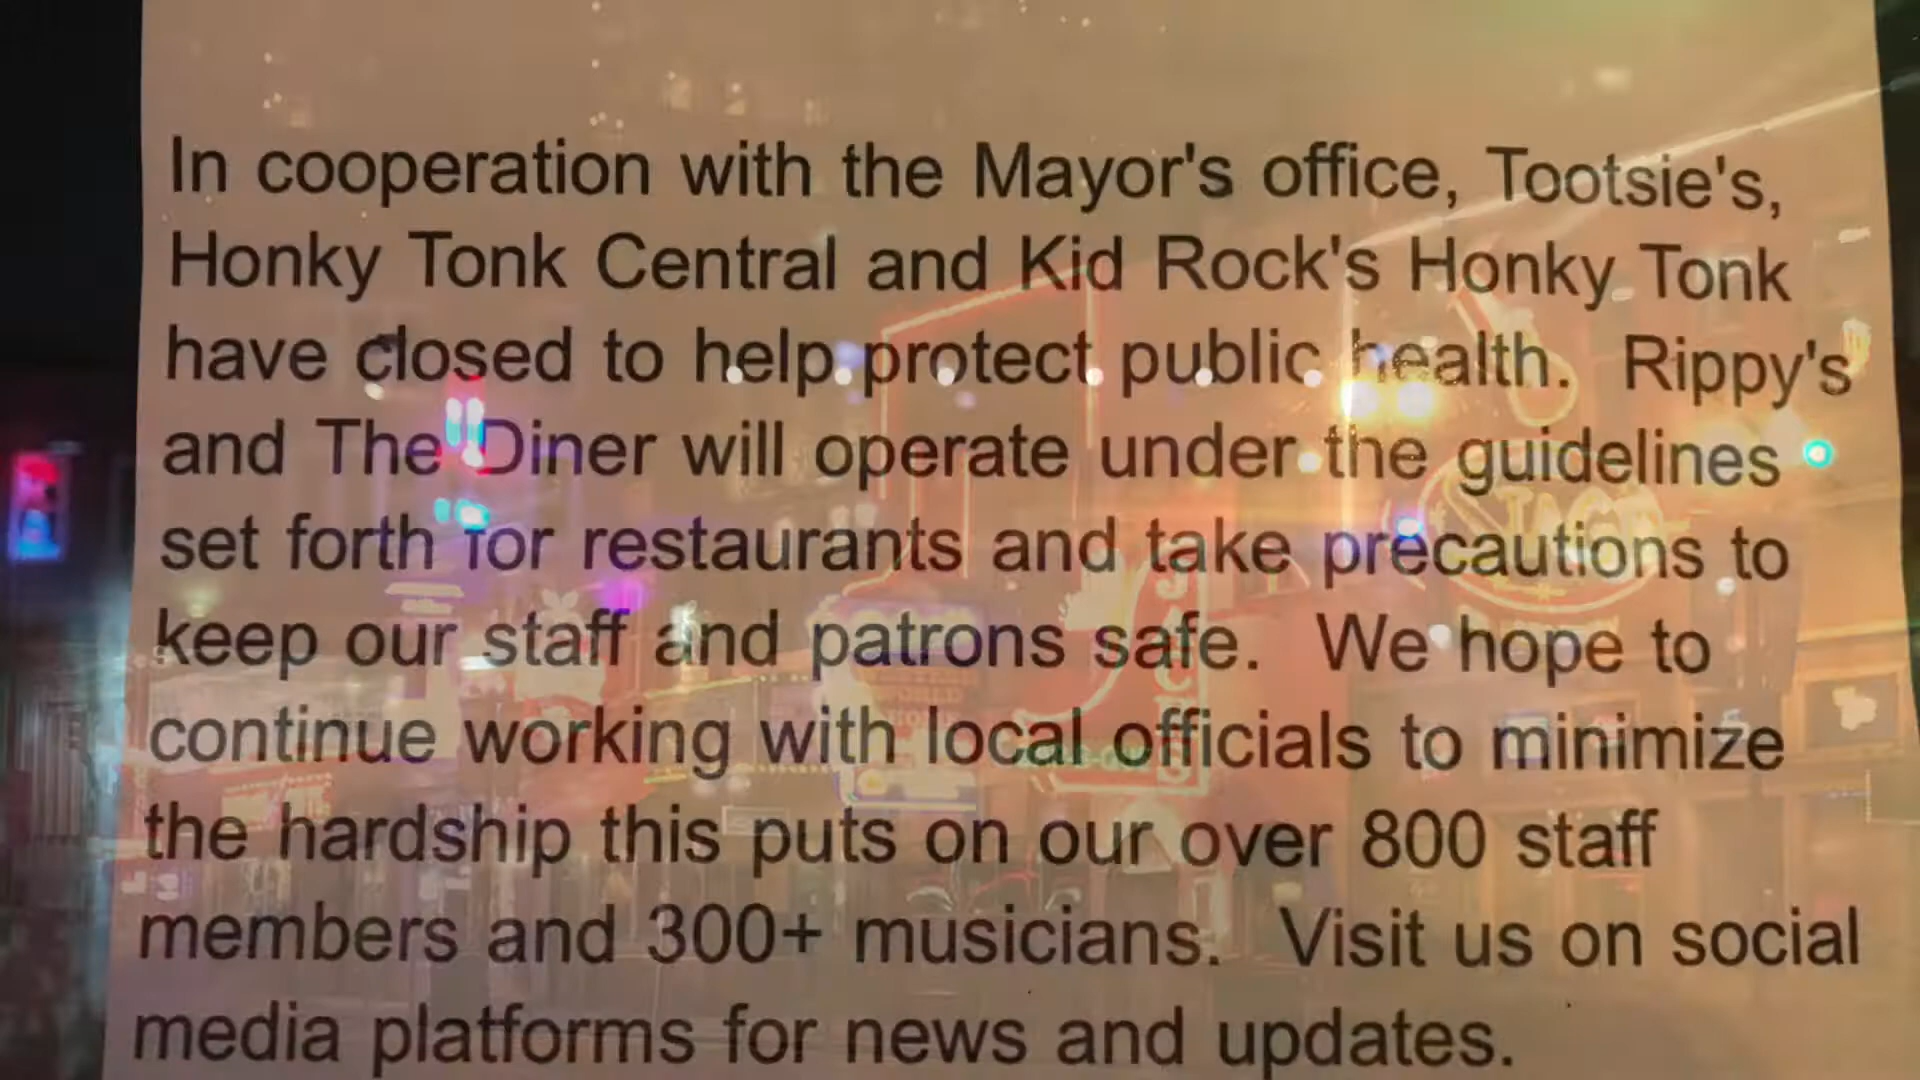 In cooperation with the Mayor's office, Tootsie's,
Honky Tonk Central and Kid Rock's Honky Tonk
have closed to help protect public health. Rippy's
and The Diner will operate under the guidelines
set forth for restaurants and take precautions to
keep our staff and patrons safe. We hope to
continue working with local officials to minimize
the hardship this puts on our over 800 staff
members and 300+ musicians. Visit us on social
media platforms for news and updates.
JACK'S